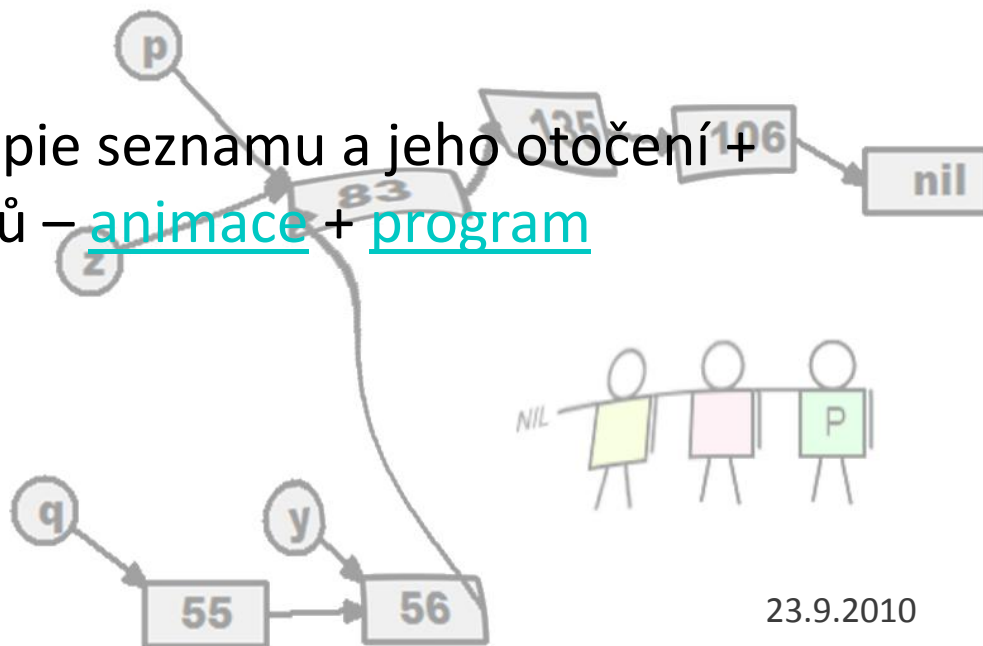 p
135
pie seznamu a jeho otočení +
106
83
nil
ů – animace + program
z
NIL
P
q
y
55
56
23.9.2010